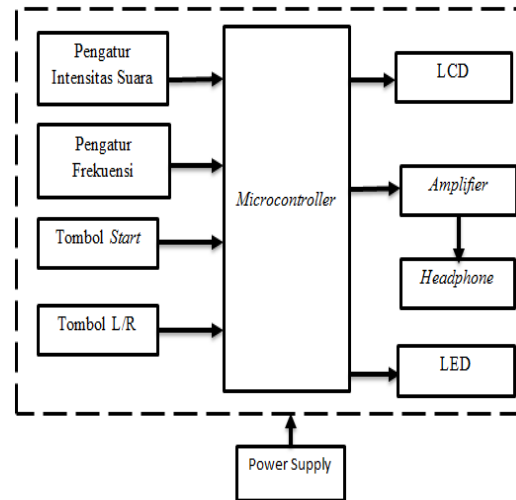 Pengatur
Intensitas Suara
Pengatur
Frekuensi
Tombol Start
Tombol L/R
Microcontroller
LCD
Amplifier
Headphone
LED
Power Supply